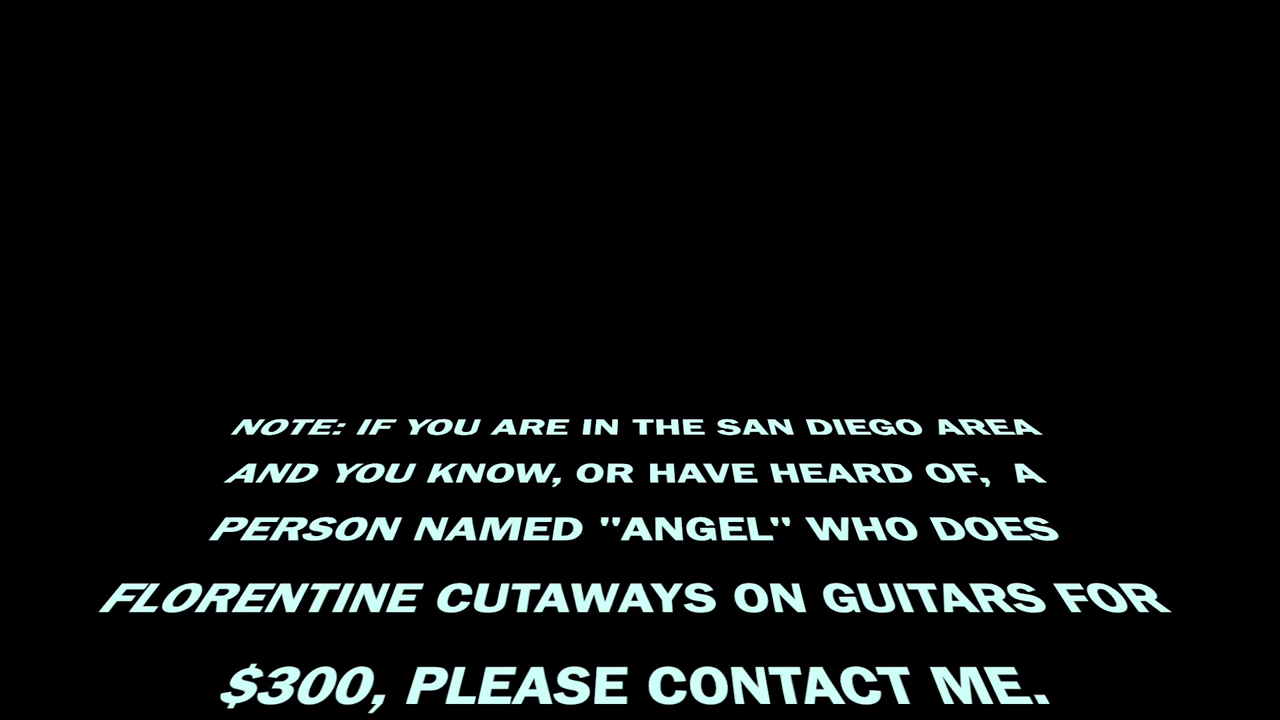 NOTE: IF YOU ARE IN THE SAN DIEGO AREA
AND YOU KNOW, OR HAVE HEARD OF,  A
PERSON NAMED "ANGEL" WHO DOES
FLORENTINE CUTAWAYS ON GUITARS FOR
$300, PLEASE CONTACT ME.